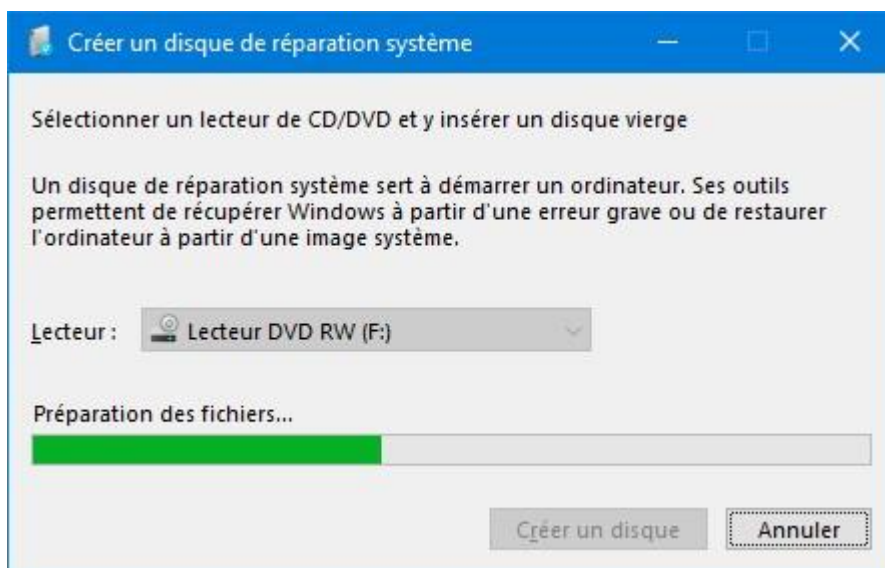 Créer un disque de réparation système
Sélectionner un lecteur de CD/DVD et y insérer un disque vierge
Un disque de réparation système sert à démarrer un ordinateur. Ses outils
permettent de récupérer Windows à partir d'une erreur grave ou de restaurer
l'ordinateur à partir d'une image système.
Lecteur : Lecteur DVD RW (F:)
Préparation des fichiers...
Créer un disque Annuler